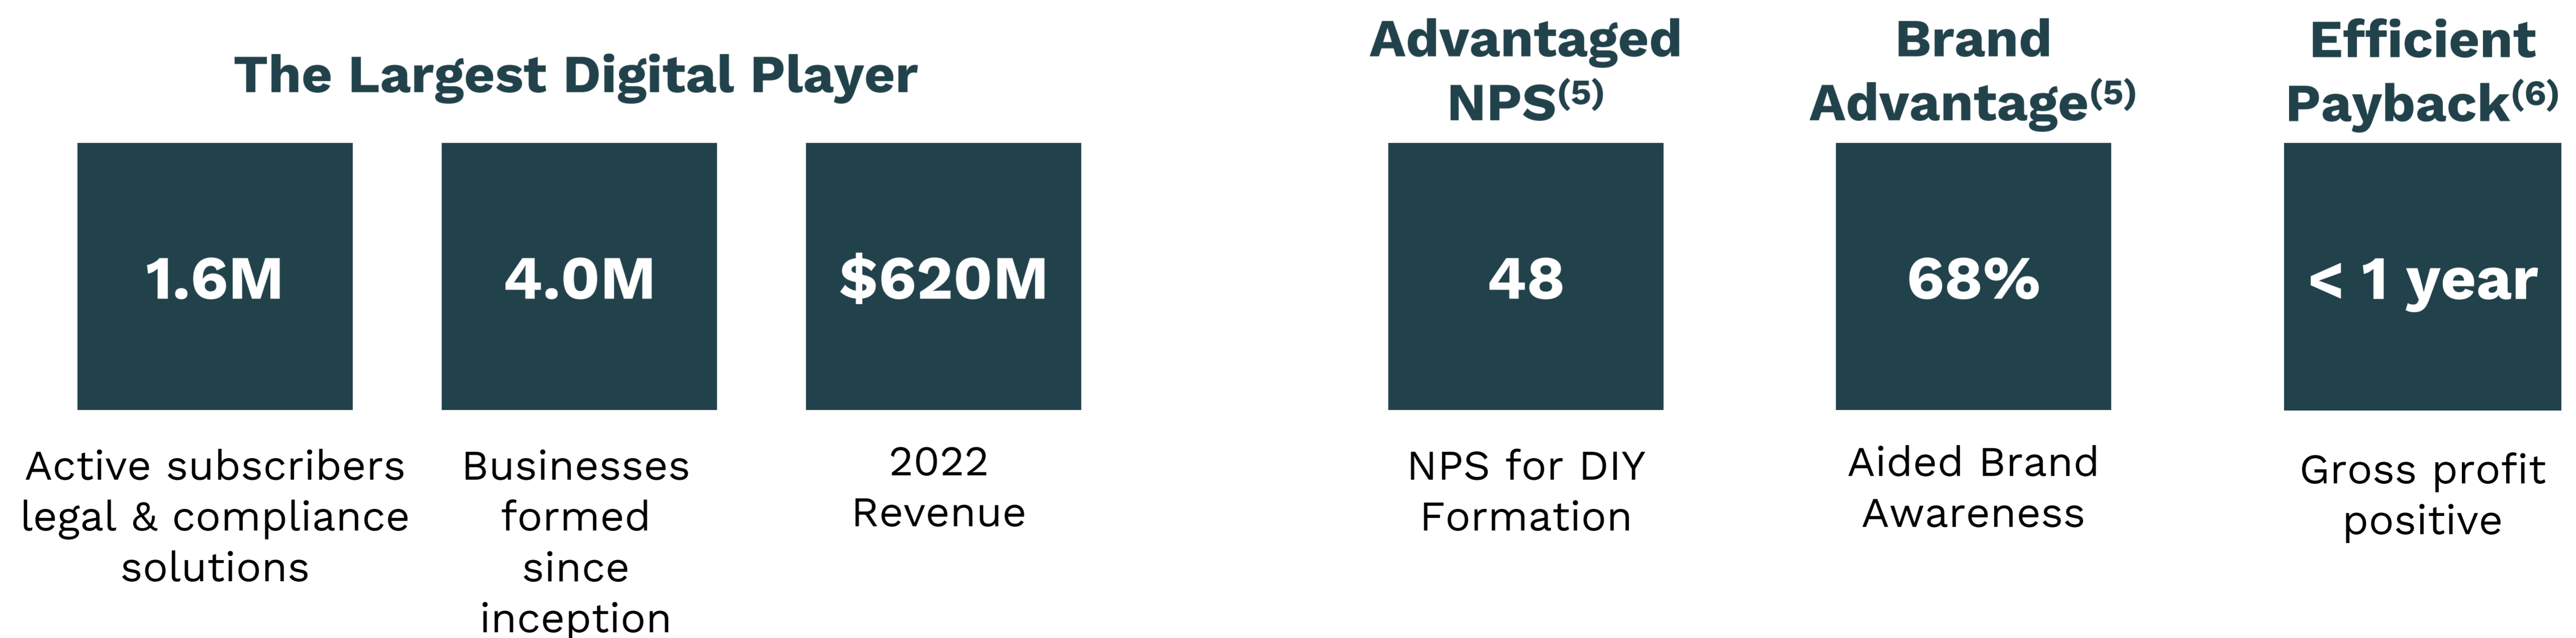 The Largest Digital Player
1.6M
Active subscribers
legal & compliance
solutions
4.0M
Businesses
formed
since
inception
$620M
2022
Revenue
Advantaged
NPS(5)
48
NPS for DIY
Formation
Brand
Advantage(5)
68%
Aided Brand
Awareness
Efficient
Payback(6)
< 1 year
Gross profit
positive